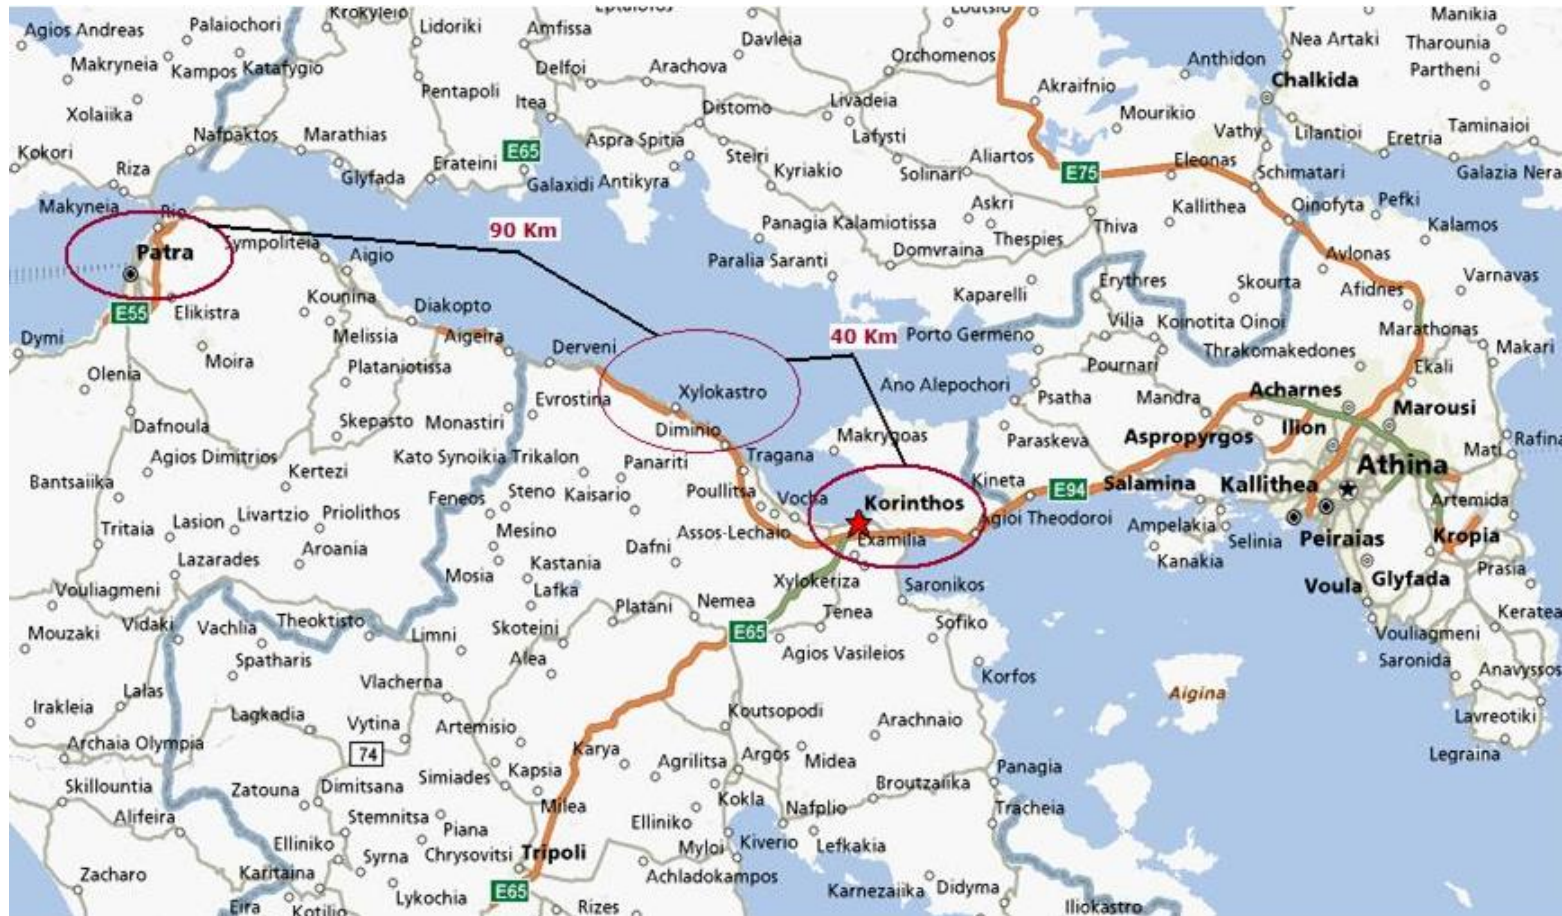 Agios Andreas
Palaiochori
Krokyleio
Lidoriki
Amfissa
Davleia
Orchomenos
Manikia
Makryneia
Kampos
Katafygio
Delfoi
Arachova
Anthidon
Nea Artaki
Tharounia
Partheni
Xolaiika
Pentapoli
Itea
Distomo
Livadeia
Akraifnio
Chalkida
Kokori
Riza
Nafpaktos
Marathias
E65
Aspra Spitia
Lafysti
Mourikio
Vathy
Lilantioi
Eretria
Taminaioi
Glyfada
Erateini
Galaxidi
Antikyra
Steiri
Kyriakio
Solinari
Aliartos
E75
Eleonas
Schimatari
Galazia Nera
Makyneia
Rio
90 Km
Panagia Kalamiotissa
Askri
Thespies
Thiva
Kallithea
Oinofyta
Pefki
Kalamos
Patra
Sympoliteia
Aigio
Paralia Saranti
Domvraina
Avlonas
E55
Elikistra
Kounina
Diakopto
Kaparelli
Erythres
Skourta
Afidnes
Varnavas
Dymi
Moira
Melissia
Aigeira
Derveni
40 Km
Porto Germeno
Vilia
Koinotita Oinoi
Marathonas
Olenia
Plataniotissa
Evrostina
Xylokastro
Ano Alepochori
Pournari
Thrakomakedones
Makari
Ekali
Dafnoula
Skepasto
Monastiri
Diminio
Makrygoas
Psatha
Mandra
Acharnes
Marousi
Agios Dimitrios
Kato Synoikia Trikalon
Tragana
Paraskeva
Aspropyrgos
Ilion
Mati
Rafina
Bantsaiika
Kertezi
Panariti
Kineta
Athina
Feneos
Steno
Kaisario
Poullitsa
Vocha
Korinthos
E94
Salamina
Kallithea
Artemida
Tritaia
Lasion
Livartzio
Priolithos
Mesino
Assos-Lechaio
Examilia
Agioi Theodoroi
Ampelakia
Selinia
Peiraias
Kropia
Lazarades
Aroania
Mosia
Kastania
Dafni
Xylokeriza
Saronikos
Kanakia
Voula
Glyfada
Prasia
Vouliagmeni
Lafka
Platani
Nemea
Tenea
Keratea
Mouzaki
Vidaki
Vachlia
Theoktisto
Limni
Skoteini
E65
Sofiko
Vouliagmeni
Spatharis
Alea
Agios Vasileios
Korfos
Saronida
Anavyssos
Irakleia
Lalas
Vlacherna
Aigina
Lagkadia
Vytina
Artemisio
Koutsopodi
Arachnaio
Lavreotiki
Archaia Olympia
74
Karya
Argos
Midea
Legraina
Skillountia
Zatouna
Dimitsana
Simiades
Kapsia
Agrilitsa
Broutzaiika
Panagia
Alifeira
Stemnitsa
Milea
Kokla
Nafplio
Tracheia
Elliniko
Piana
Elliniko
Syrna
Chrysovitsi
Tripoli
Myloi
Kiverio
Lefkakia
Zacharo
Karitaina
Lykochia
E65
Achladokampos
Karnezaiika
Didyma
Eira
Kotilio
Rizes
Iliokastro